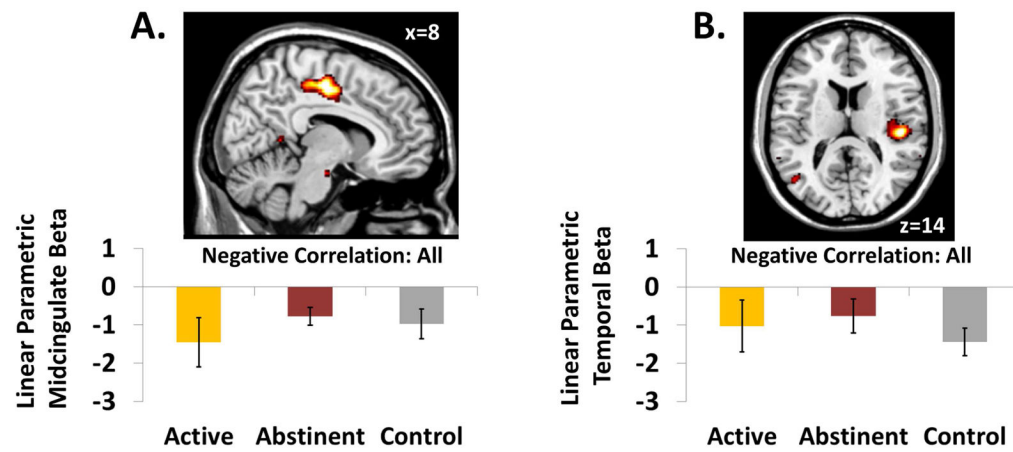 A.
x=8
Linear Parametric
Midcingulate Beta
Negative Correlation: All
1
0
-1
-2
-3
Active Abstinent Control
B.
z=14
Linear Parametric
Temporal Beta
Negative Correlation: All
1
0
-1
-2
-3
Active Abstinent Control